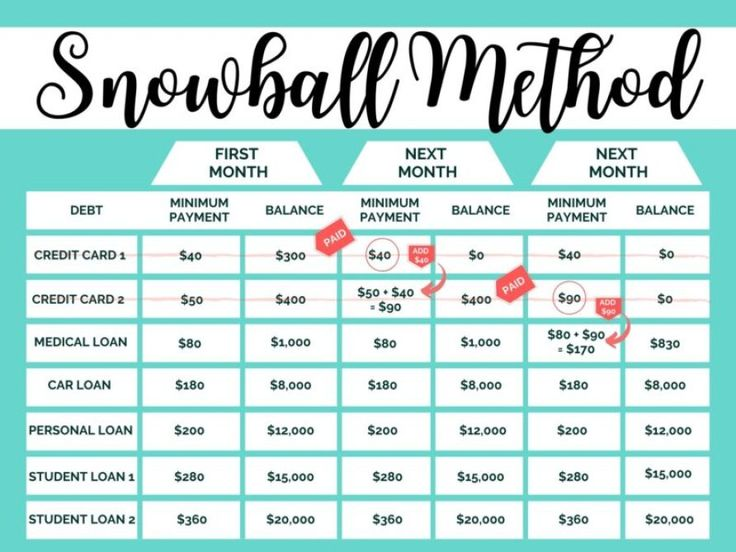 Snowball Method
FIRST MONTH NEXT MONTH NEXT MONTH
DEBT MINIMUM PAYMENT BALANCE MINIMUM PAYMENT BALANCE MINIMUM PAYMENT BALANCE
CREDIT CARD 1 $40 $300 PAID $40 ADD $40 $0 $40 $0
CREDIT CARD 2 $50 $400 $50 + $40 = $90 $400 PAID $90 ADD $90 $0
MEDICAL LOAN $80 $1,000 $80 $1,000 $80 + $90 = $170 $830
CAR LOAN $180 $8,000 $180 $8,000 $180 $8,000
PERSONAL LOAN $200 $12,000 $200 $12,000 $200 $12,000
STUDENT LOAN 1 $280 $15,000 $280 $15,000 $280 $15,000
STUDENT LOAN 2 $360 $20,000 $360 $20,000 $360 $20,000